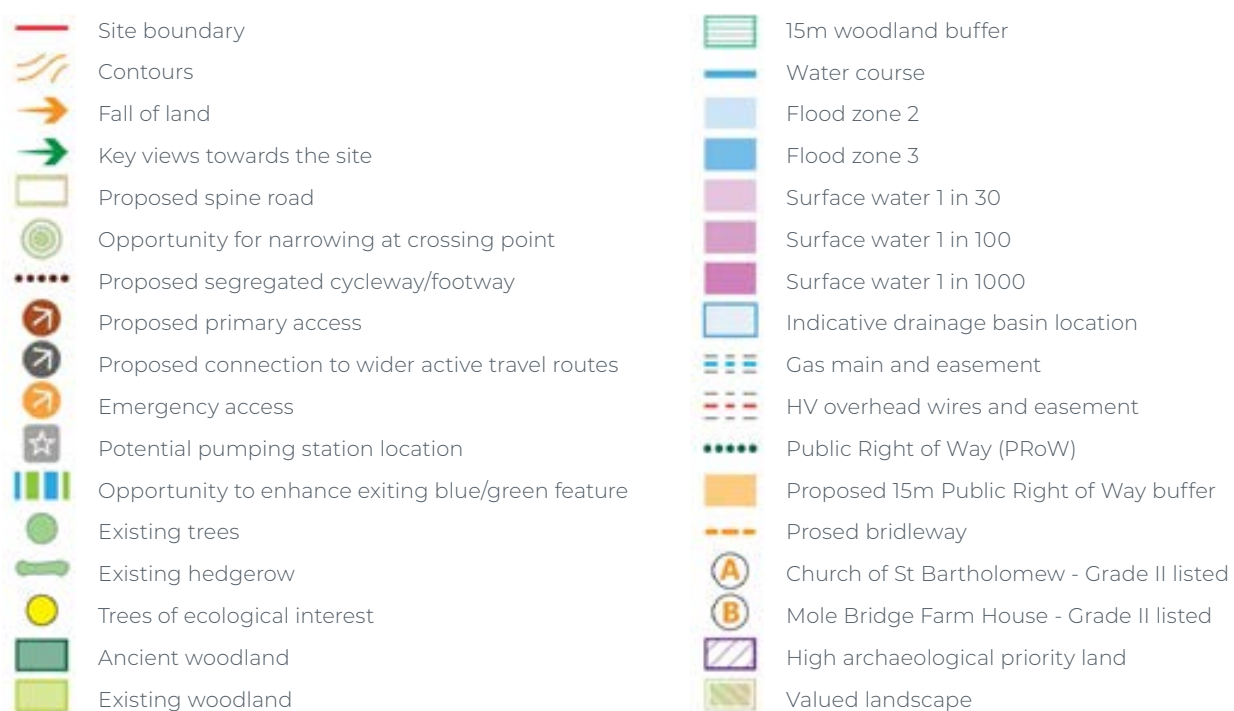 Site boundary
Contours
Fall of land
Key views towards the site
Proposed spine road
Opportunity for narrowing at crossing point
Proposed segregated cycleway/footway
Proposed primary access
Proposed connection to wider active travel routes
Emergency access
Potential pumping station location
Opportunity to enhance exiting blue/green feature
Existing trees
Existing hedgerow
Trees of ecological interest
Ancient woodland
Existing woodland
15m woodland buffer
Water course
Flood zone 2
Flood zone 3
Surface water 1 in 30
Surface water 1 in 100
Surface water 1 in 1000
Indicative drainage basin location
Gas main and easement
HV overhead wires and easement
Public Right of Way (PRoW)
Proposed 15m Public Right of Way buffer
Prosed bridleway
A Church of St Bartholomew - Grade II listed
B Mole Bridge Farm House - Grade II listed
High archaeological priority land
Valued landscape